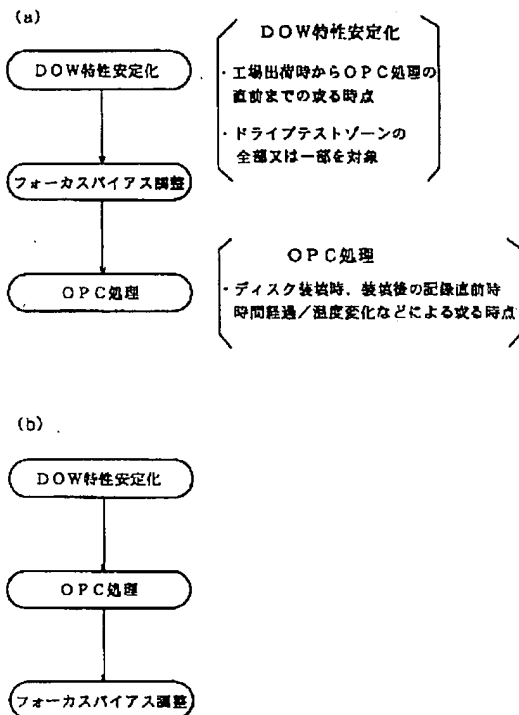 (a)
DOW特性安定化
DOW特性安定化
・工場出荷時からOPC処理の
直前までの或る時点
・ドライブテストゾーンの
全部又は一部を対象
フォーカスバイアス調整
OPC処理
OPC処理
・ディスク装填時、装填後の記録直前時
時間経過/温度変化などによる或る時点
(b)
DOW特性安定化
OPC処理
フォーカスバイアス調整